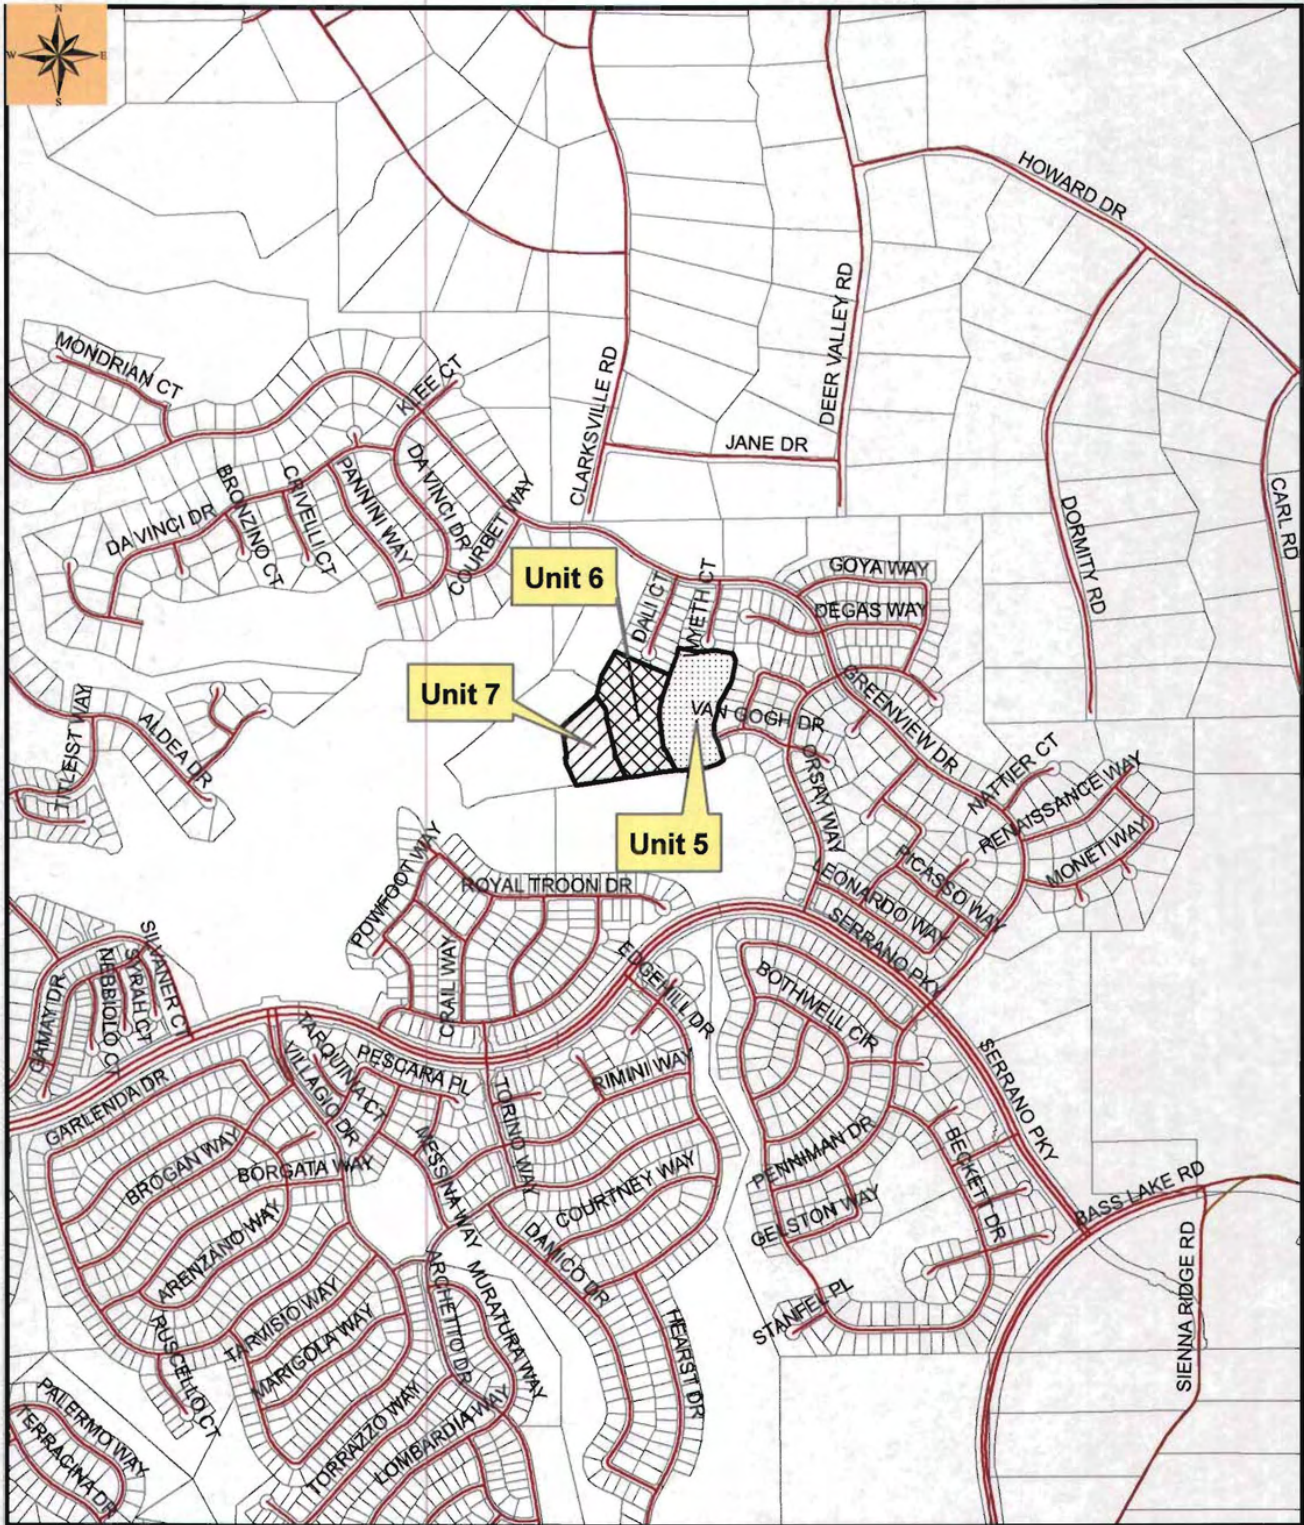 N
W E
S
HOWARD DR
MONDRIAN CT
KLEE CT
CLARKSVILLE RD
DEER VALLEY RD
JANE DR
DORMITY RD
CARL RD
DA VINCI DR
BRONZINO CT
CRIVELLI CT
PANNINI WAY
DA VINCI DR
COURBET WAY
Unit 6
DALI CT
WYETH CT
GOYA WAY
DEGAS WAY
Unit 7
VAN GOGH DR
GREENVIEW DR
ORSAY WAY
TITLEIST WAY
ALDEA DR
Unit 5
NATTIER CT
RENAISSANCE WAY
MONET WAY
PICASSO WAY
LEONARDO WAY
SERRANO PKY
POWFOOT WAY
ROYAL TROON DR
CRAIL WAY
EDGEHILL DR
BOTHWELL CIR
SILVANER CT
SYRAH CT
NEBBIOLO CT
GAMAY DR
GARLENDA DR
TARQUINA CT
VILLAGIO DR
PESCARA PL
TORINO WAY
RIMINI WAY
SERRANO PKY
BROGAN WAY
BORGATA WAY
MESSINA WAY
COURTNEY WAY
PENNIMAN DR
GELSTON WAY
BECKETT DR
BASS LAKE RD
ARENZANO WAY
DAMICO DR
STANFEL PL
SIENNA RIDGE RD
TARVISIO WAY
MARIGOLA WAY
ARCHETTO DR
MURATURA WAY
HEARST DR
RUSCELLO CT
PALERMO WAY
TERRACINA DR
TORRAZZO WAY
LOMBARDIA WAY